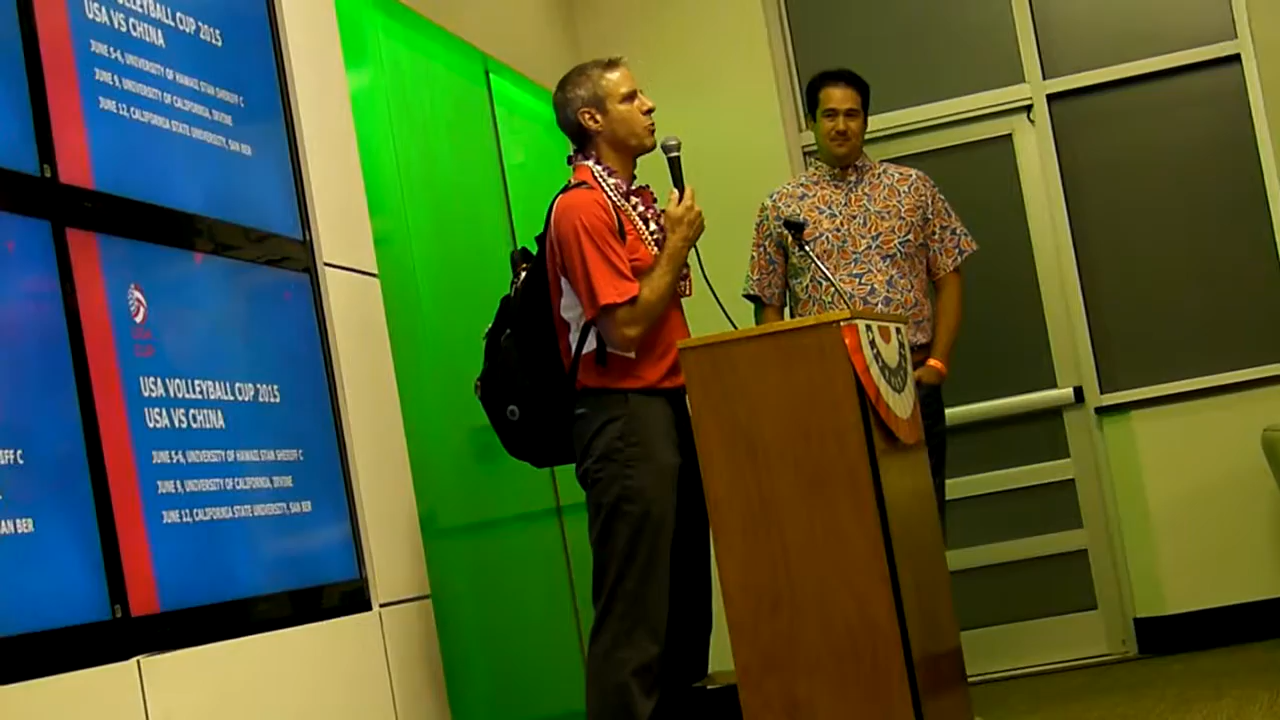 VOLLEYBALL CUP 2015
USA VS CHINA
JUNE 5-6, UNIVERSITY OF HAWAII STAN SHERIFF C
JUNE 9, UNIVERSITY OF CALIFORNIA, IRVINE
JUNE 12, CALIFORNIA STATE UNIVERSITY, SAN BER
USA VOLLEYBALL CUP 2015
USA VS CHINA
JUNE 5-6, UNIVERSITY OF HAWAII STAN SHERIFF C
JUNE 9, UNIVERSITY OF CALIFORNIA, IRVINE
JUNE 12, CALIFORNIA STATE UNIVERSITY, SAN BER
IFF C
AN BER